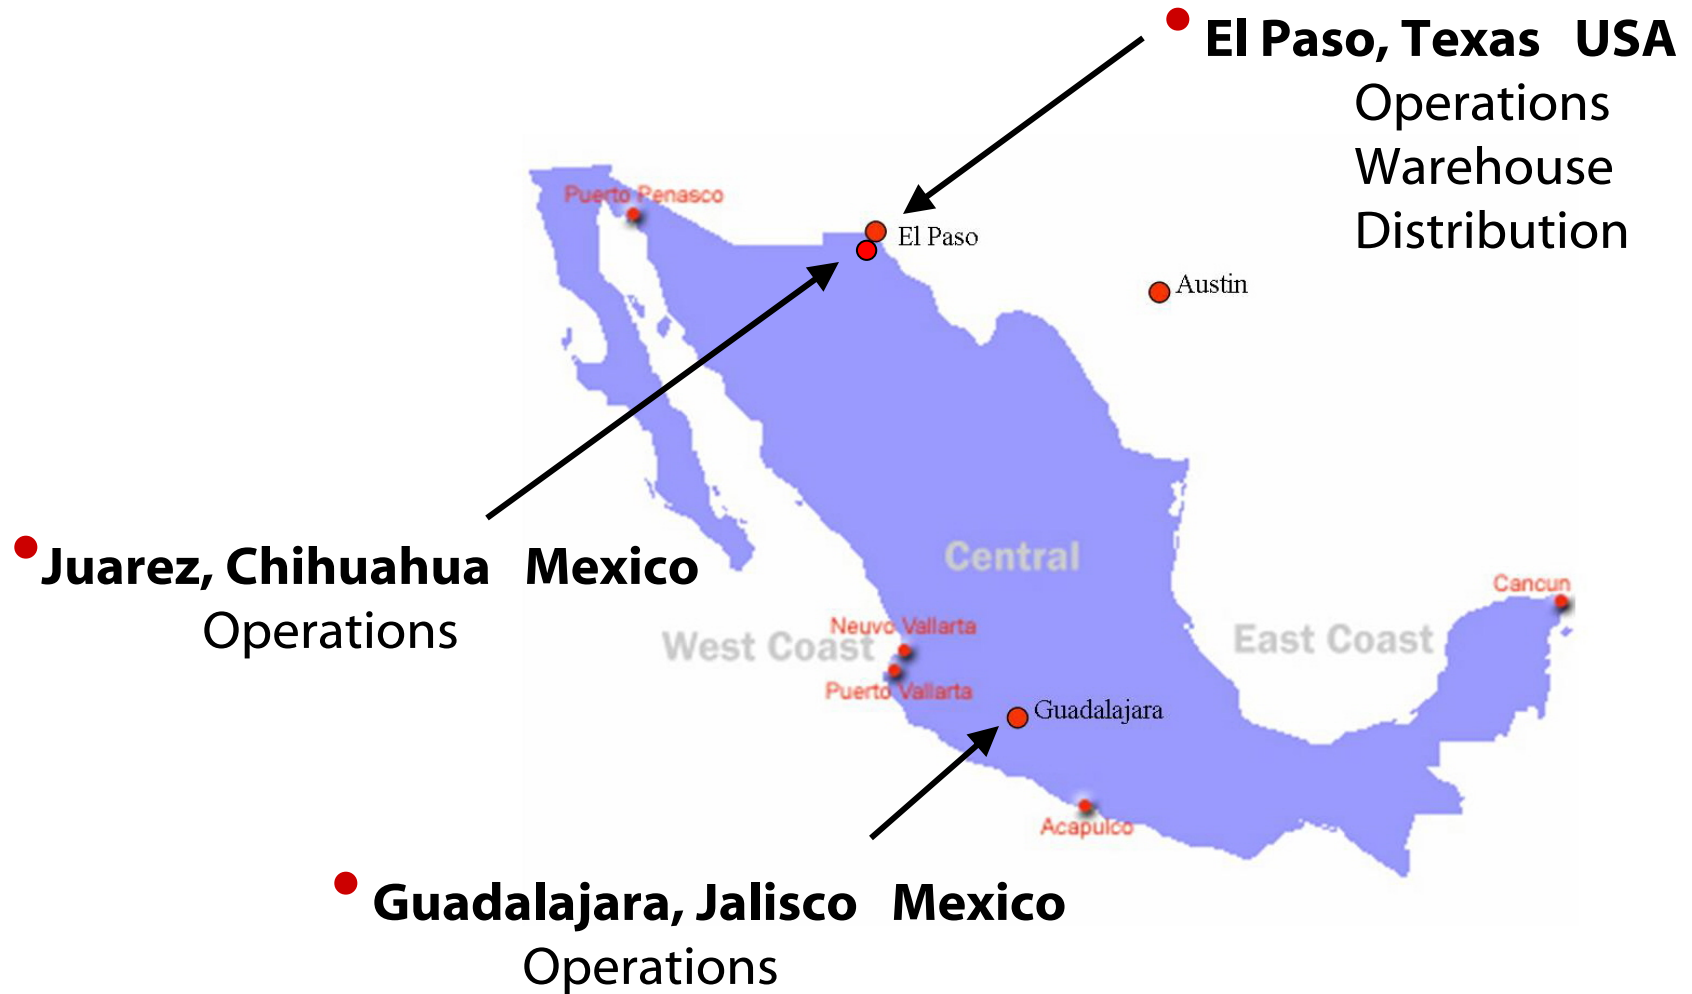 El Paso, Texas USA
Operations
Warehouse
Distribution
Puerto Penasco
El Paso
Austin
Juarez, Chihuahua Mexico
Operations
Central
Cancun
Neuvo Vallarta
West Coast
East Coast
Puerto Vallarta
Guadalajara
Acapulco
Guadalajara, Jalisco Mexico
Operations